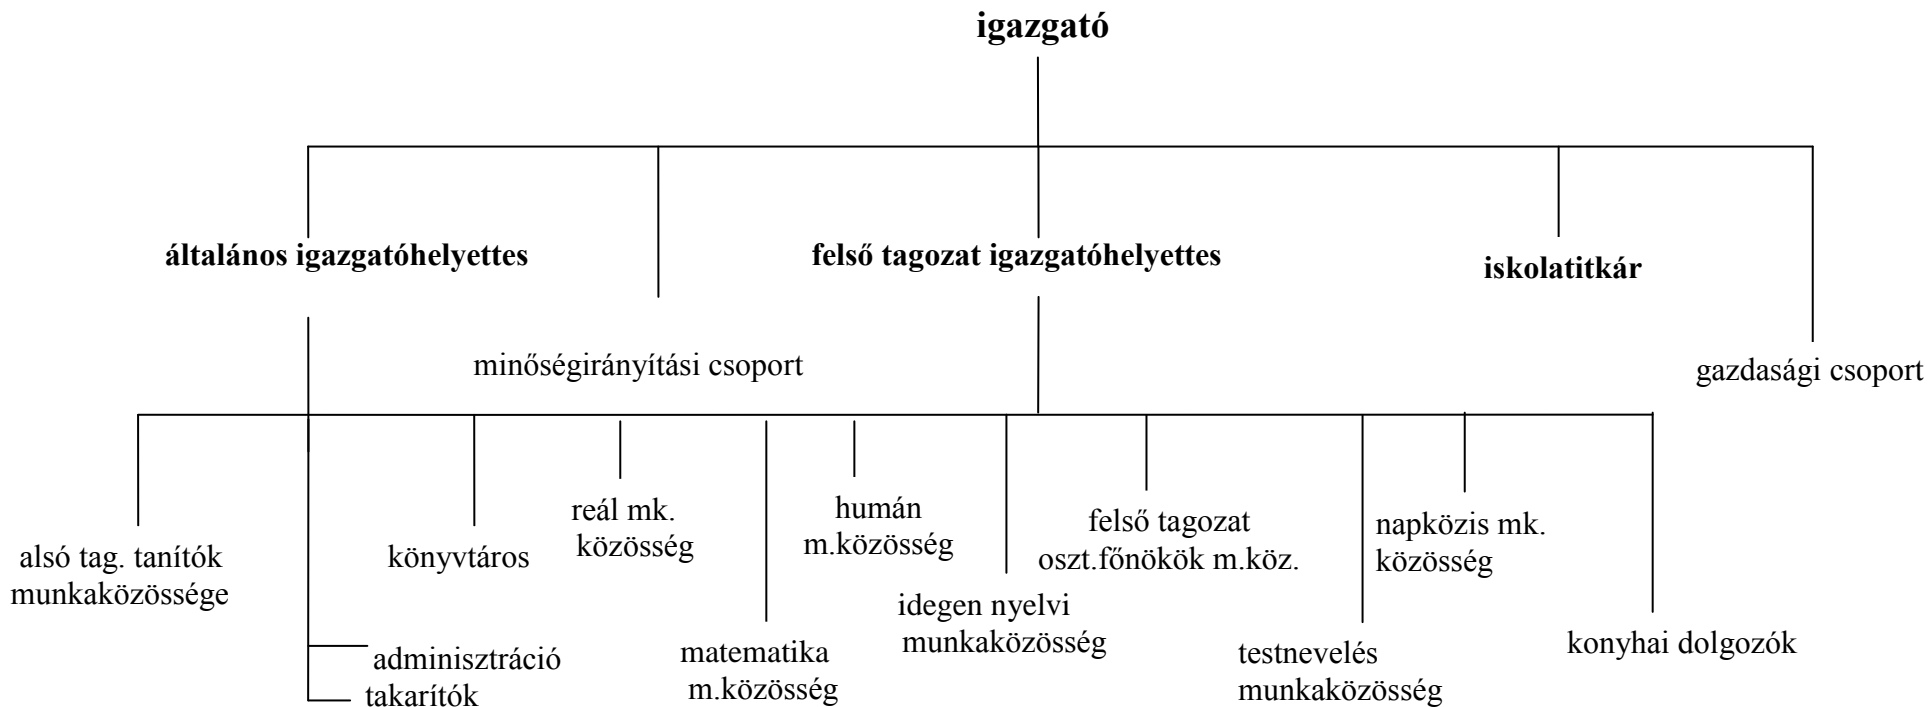 igazgató
általános igazgatóhelyettes
felső tagozat igazgatóhelyettes
iskolatitkár
minőségirányítási csoport
gazdasági csoport
alsó tag. tanítók
munkaközössége
könyvtáros
reál mk.
közösség
humán
m.közösség
felső tagozat
oszt.főnökök m.köz.
napközis mk.
közösség
idegen nyelvi
munkaközösség
adminisztráció
takarítók
matematika
m.közösség
testnevelés
munkaközösség
konyhai dolgozók